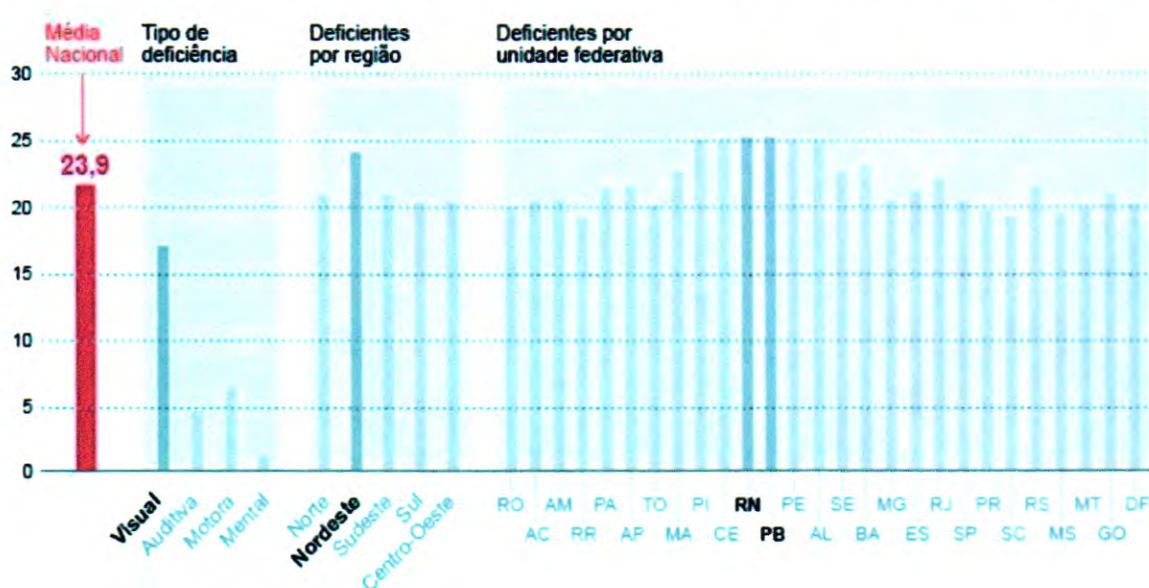 Média
Nacional
Tipo de
deficiência
Deficientes
por região
Deficientes por
unidade federativa
30
25
20
15
10
5
0
23,9
Visual
Auditiva
Motora
Mental
Norte
Nordeste
Sudeste
Sul
Centro-Oeste
RO AM PA TO PI RN PE SE MG RJ PR RS MT DF
AC RR AP MA CE PB AL BA ES SP SC MS GO